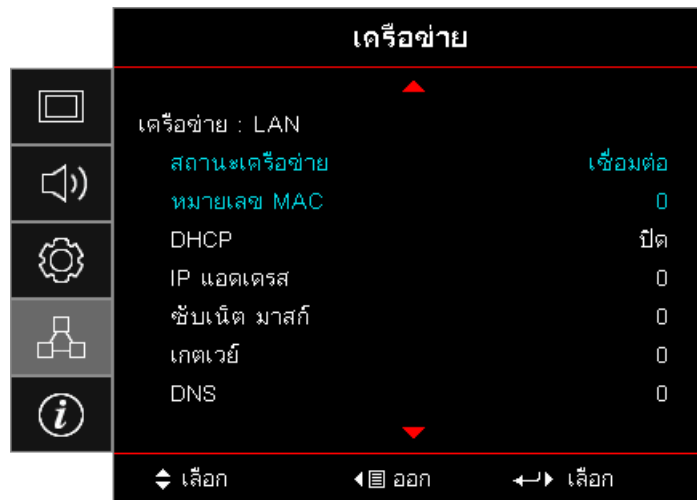 เครือข่าย
เครือข่าย : LAN
สถานะเครือข่าย เชื่อมต่อ
หมายเลข MAC 0
DHCP ปิด
IP แอดเดรส 0
ซับเน็ต มาสก์ 0
เกตเวย์ 0
DNS 0
เลือก ออก เลือก